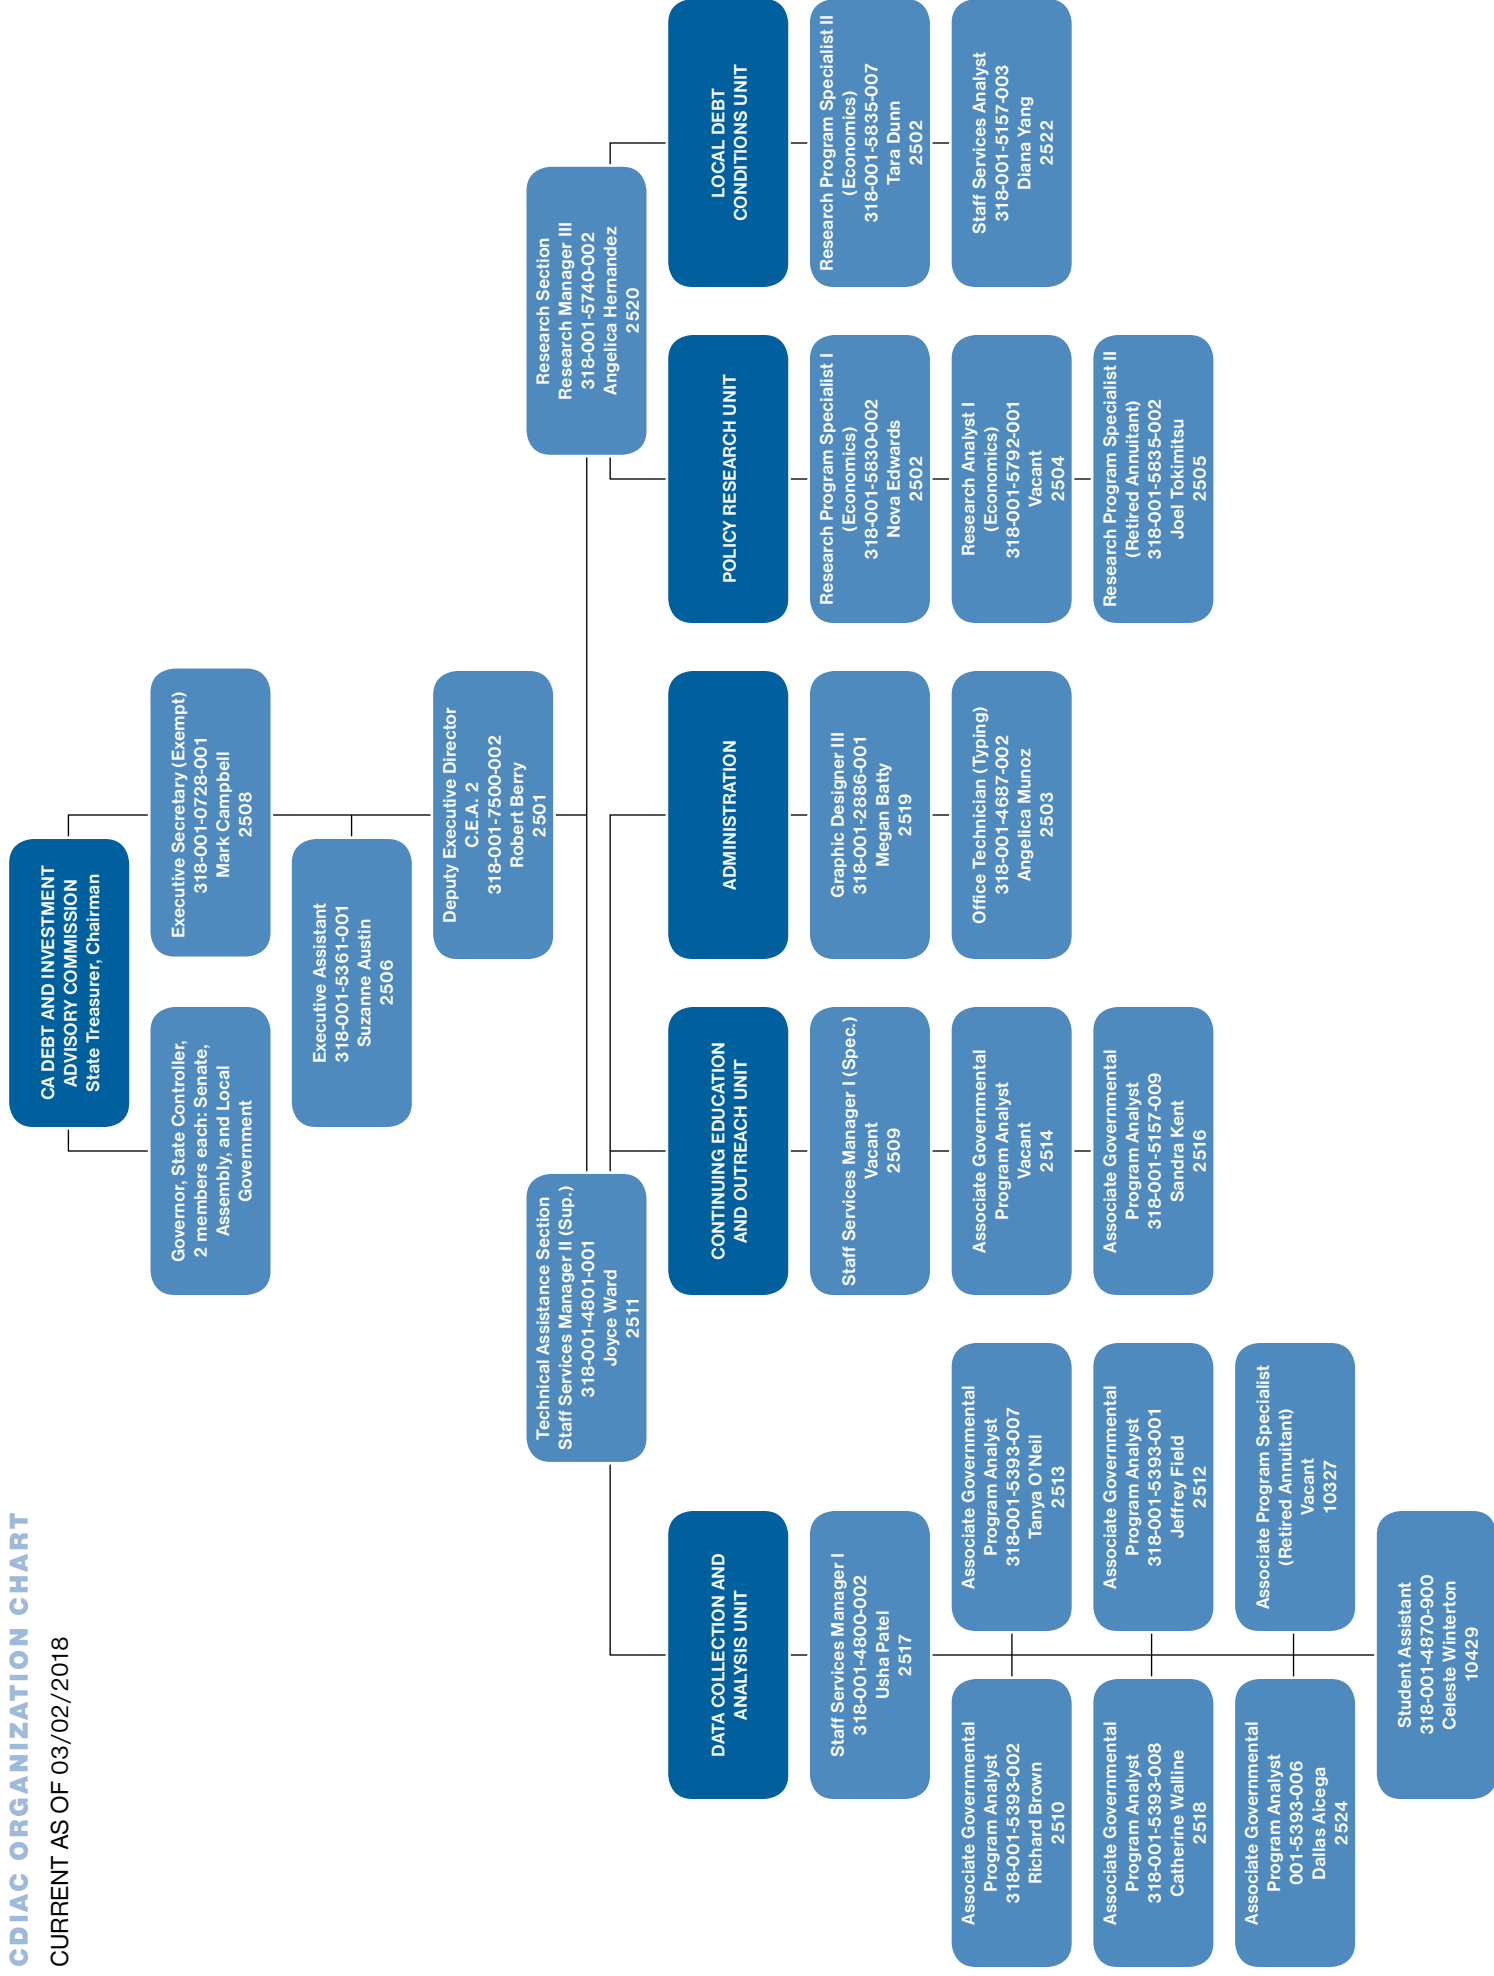 CDIAC ORGANIZATION CHART
CURRENT AS OF 03/02/2018
CA DEBT AND INVESTMENT
ADVISORY COMMISSION
State Treasurer, Chairman
Governor, State Controller,
2 members each: Senate,
Assembly, and Local
Government
Executive Secretary (Exempt)
318-001-0728-001
Mark Campbell
2508
Executive Assistant
318-001-5361-001
Suzanne Austin
2506
Deputy Executive Director
C.E.A. 2
318-001-7500-002
Robert Berry
2501
Technical Assistance Section
Staff Services Manager II (Sup.)
318-001-4801-001
Joyce Ward
2511
Research Section
Research Manager III
318-001-5740-002
Angelica Hernandez
2520
DATA COLLECTION AND
ANALYSIS UNIT
Staff Services Manager I
318-001-4800-002
Usha Patel
2517
Associate Governmental
Program Analyst
318-001-5393-002
Richard Brown
2510
Associate Governmental
Program Analyst
318-001-5393-007
Tanya O'Neil
2513
Associate Governmental
Program Analyst
318-001-5393-008
Catherine Walline
2518
Associate Governmental
Program Analyst
318-001-5393-001
Jeffrey Field
2512
Associate Governmental
Program Analyst
001-5393-006
Dallas Aicega
2524
Associate Program Specialist
(Retired Annuitant)
Vacant
10327
Student Assistant
318-001-4870-900
Celeste Winterton
10429
CONTINUING EDUCATION
AND OUTREACH UNIT
Staff Services Manager I (Spec.)
Vacant
2509
Associate Governmental
Program Analyst
Vacant
2514
Associate Governmental
Program Analyst
318-001-5157-009
Sandra Kent
2516
ADMINISTRATION
Graphic Designer III
318-001-2886-001
Megan Batty
2519
Office Technician (Typing)
318-001-4687-002
Angelica Munoz
2503
POLICY RESEARCH UNIT
Research Program Specialist I
(Economics)
318-001-5830-002
Nova Edwards
2502
Research Analyst I
(Economics)
318-001-5792-001
Vacant
2504
Research Program Specialist II
(Retired Annuitant)
318-001-5835-002
Joel Tokimitsu
2505
LOCAL DEBT
CONDITIONS UNIT
Research Program Specialist II
(Economics)
318-001-5835-007
Tara Dunn
2502
Staff Services Analyst
318-001-5157-003
Diana Yang
2522